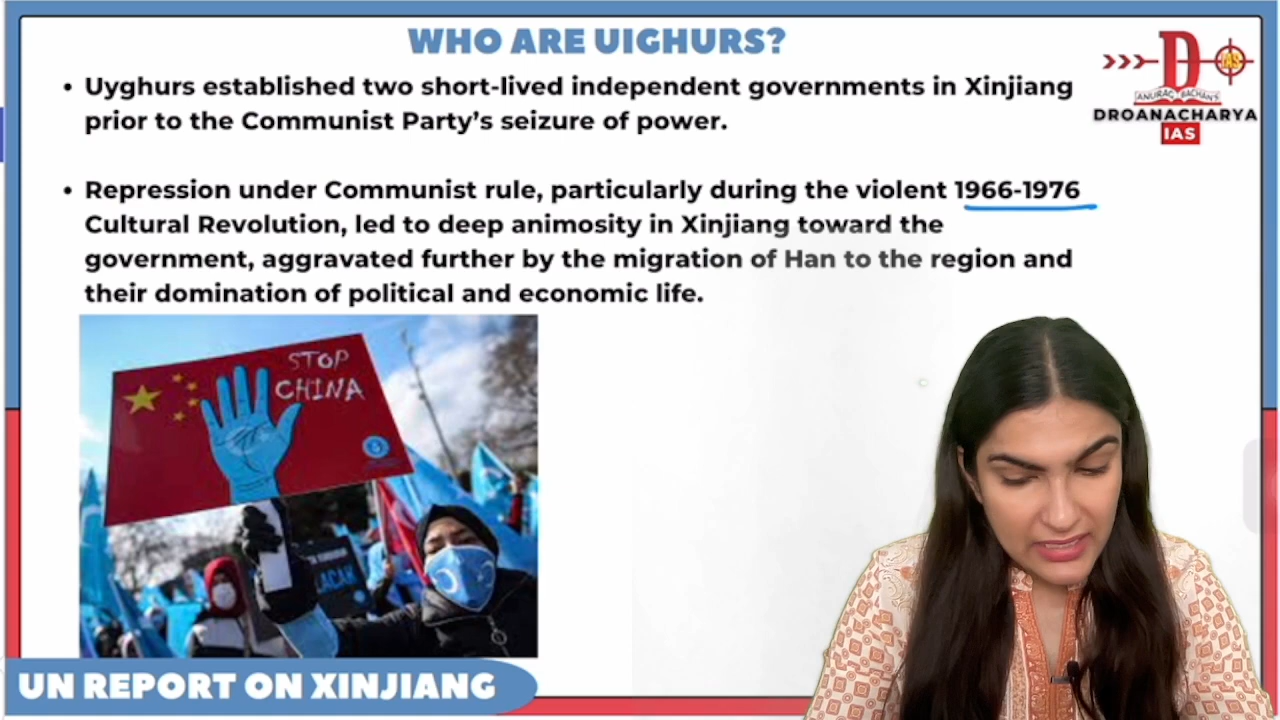 WHO ARE UIGHURS?
• Uyghurs established two short-lived independent governments in Xinjiang
prior to the Communist Party's seizure of power.
• Repression under Communist rule, particularly during the violent 1966-1976
Cultural Revolution, led to deep animosity in Xinjiang toward the
government, aggravated further by the migration of Han to the region and
their domination of political and economic life.
D
IAS
ANURAG BACHAN'S
DROANACHARYA
IAS
STOP
CHINA
UN REPORT ON XINJIANG